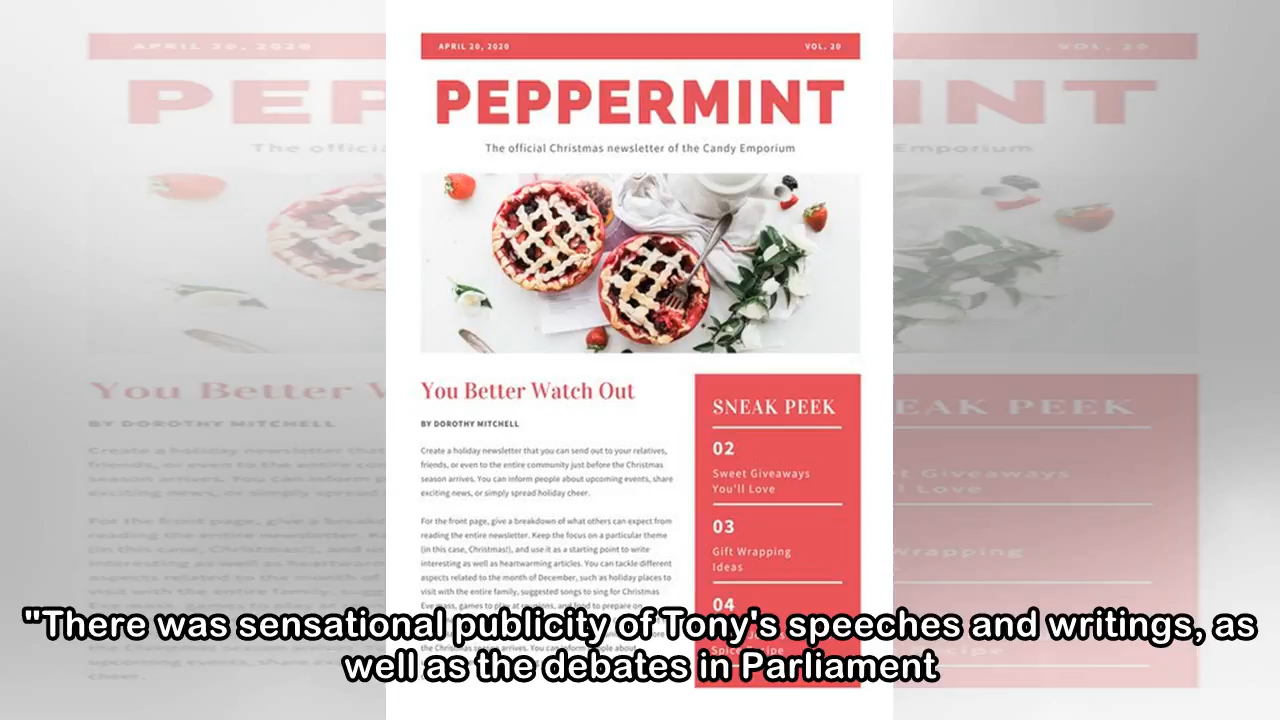 APRIL 20, 2020
VOL. 20
PEPPERMINT
The official Christmas newsletter of the Candy Emporium
You Better Watch Out
BY DOROTHY MITCHELL
Create a holiday newsletter that you can send out to your relatives,
friends, or even to the entire community just before the Christmas
season arrives. You can inform people about upcoming events, share
exciting news, or simply spread holiday cheer.
For the front page, give a breakdown of what others can expect from
reading the entire newsletter. Keep the focus on a particular theme
(in this case, Christmas!), and use it as a starting point to write
interesting as well as heartwarming articles. You can tackle different
aspects related to the month of December, such as holiday places to
visit with the entire family, suggested songs to sing for Christmas
SNEAK PEEK
02
Sweet Giveaways
You'll Love
03
Gift Wrapping
Ideas
04
"There was sensational publicity of Tony's speeches and writings, as
well as the debates in Parliament